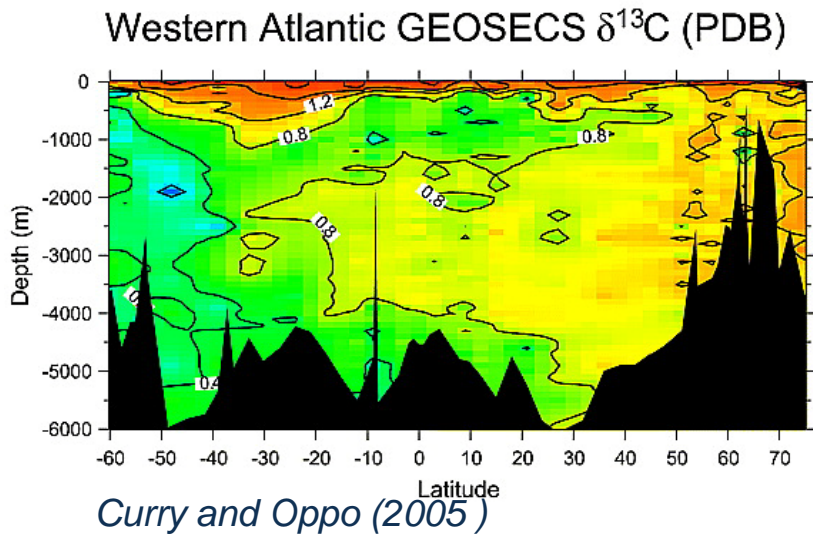 Western Atlantic GEOSECS δ¹³C (PDB)
0
-1000
-2000
-3000
-4000
-5000
-6000
Depth (m)
1.2
0.8
0.8
0.8
0.8
0.4
-60 -50 -40 -30 -20 -10 0 10 20 30 40 50 60 70
Latitude
Curry and Oppo (2005 )